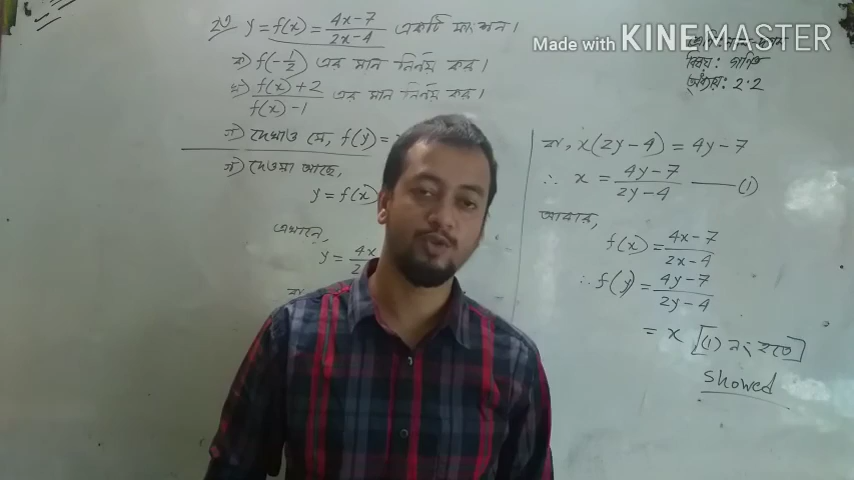 Made with KINEMASTER
২৩ y = f(x) = (4x-7)/(2x-4) একটি ফাংশন।
ক) f(-1/2) এর মান নির্ণয় কর।
খ) (f(x)+2)/(f(x)-1) এর মান নির্ণয় কর।
গ) দেখাও যে, f(y) =
গ) দেওয়া আছে,
y = f(x)
এখানে,
y = 4x
বিষয়: গণিত
অধ্যায়: 2.2
বা, x(2y-4) = 4y-7
∴ x = (4y-7)/(2y-4) —— (1)
আবার,
f(x) = (4x-7)/(2x-4)
∴ f(y) = (4y-7)/(2y-4)
= x [(1) নং হতে]
Showed